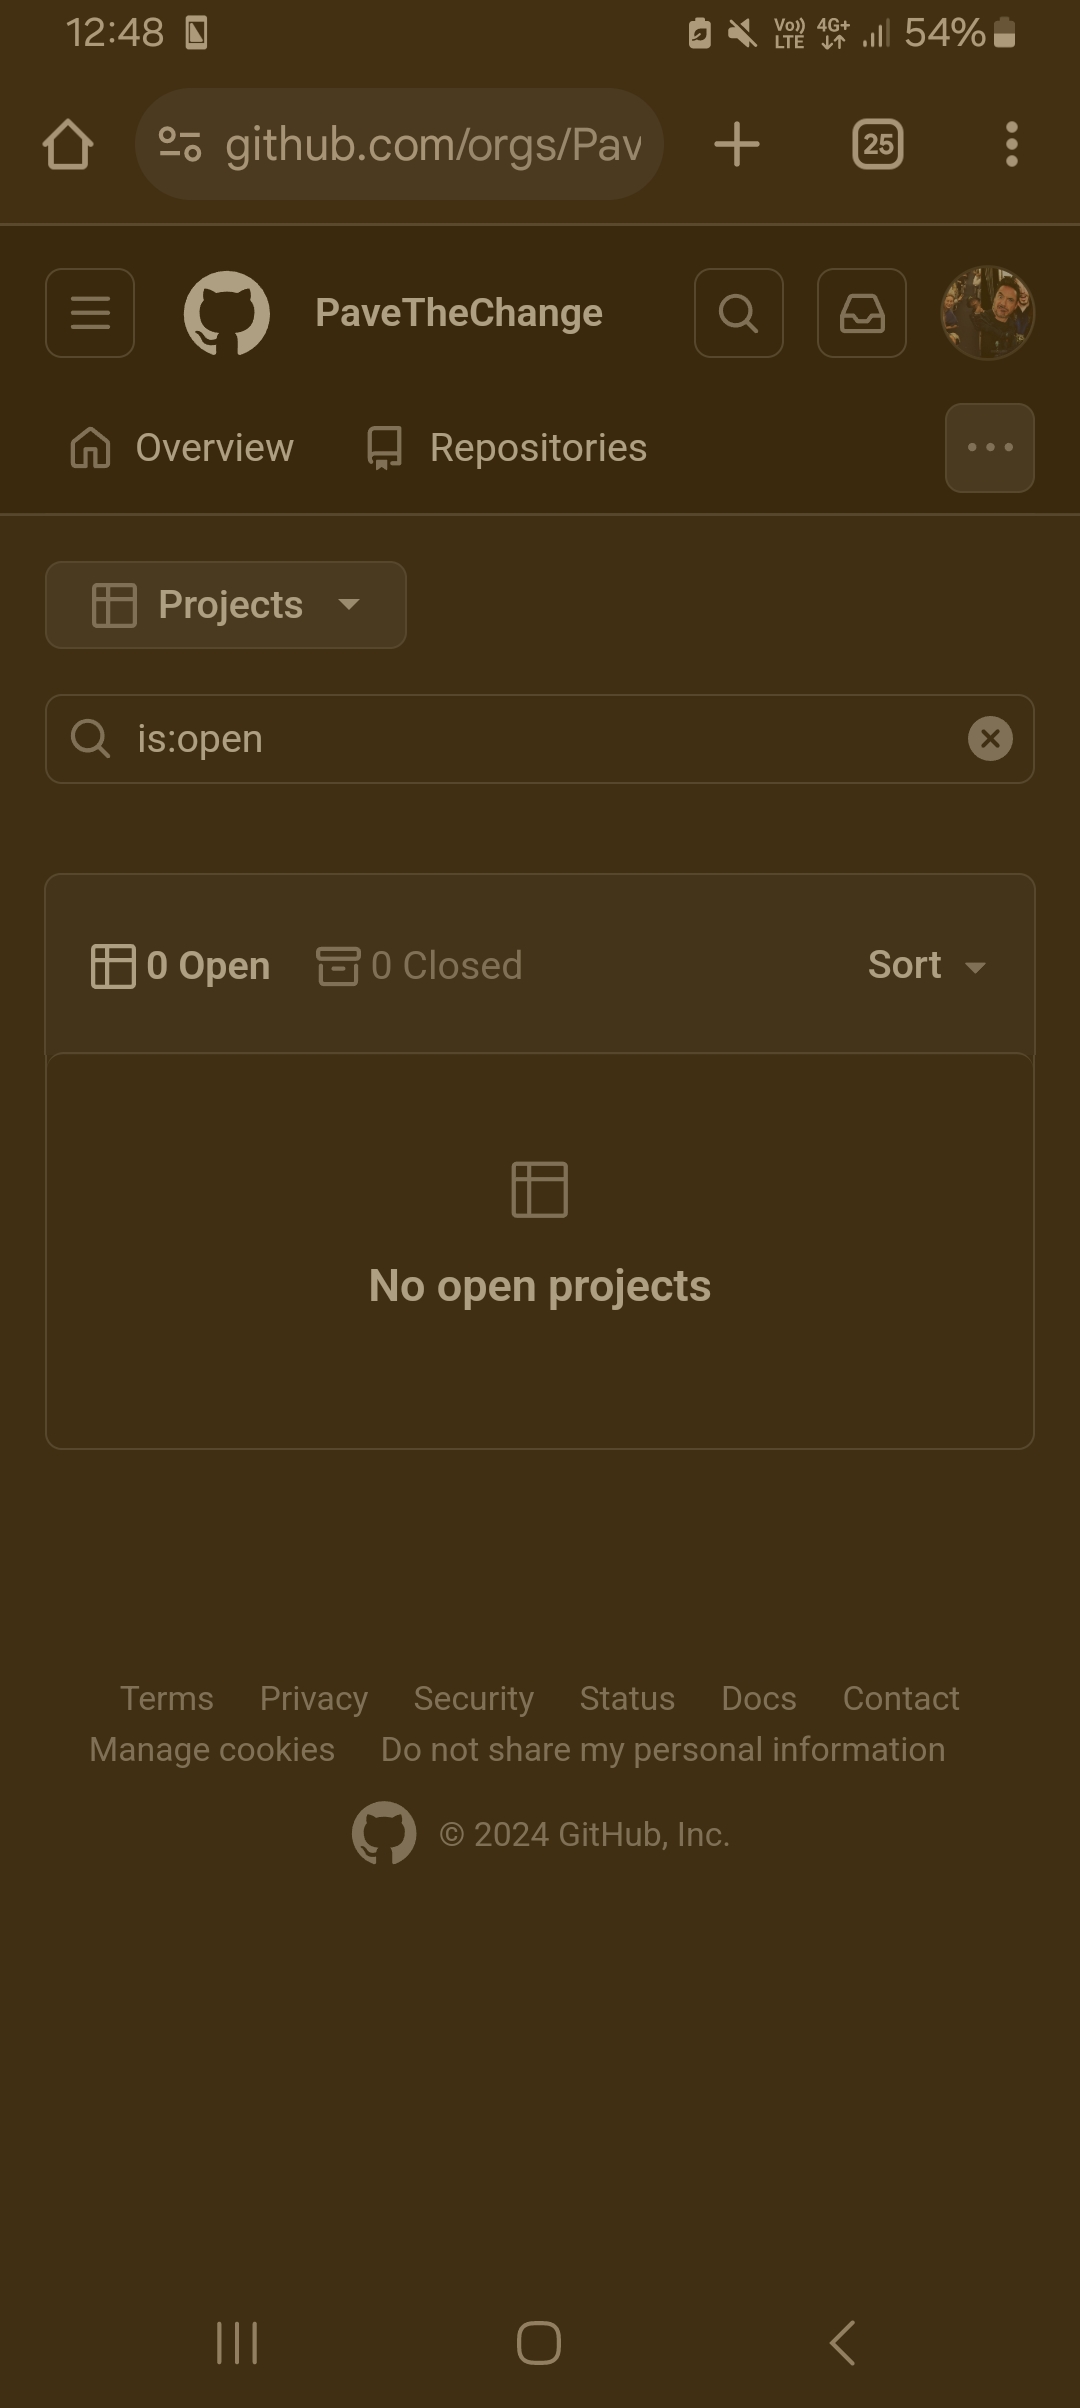 12:48 Vo)) LTE 4G+ 54%
github.com/orgs/Pav 25
PaveTheChange
Overview Repositories
Projects
is:open
0 Open 0 Closed Sort
No open projects
Terms Privacy Security Status Docs Contact
Manage cookies Do not share my personal information
© 2024 GitHub, Inc.